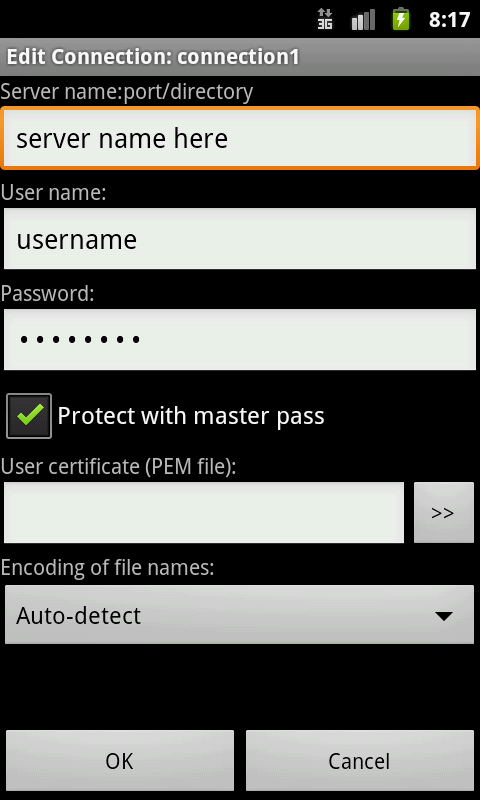 3G 8:17
Edit Connection: connection1
Server name:port/directory
server name here
User name:
username
Password:
••••••••
Protect with master pass
User certificate (PEM file):
>>
Encoding of file names:
Auto-detect
OK Cancel